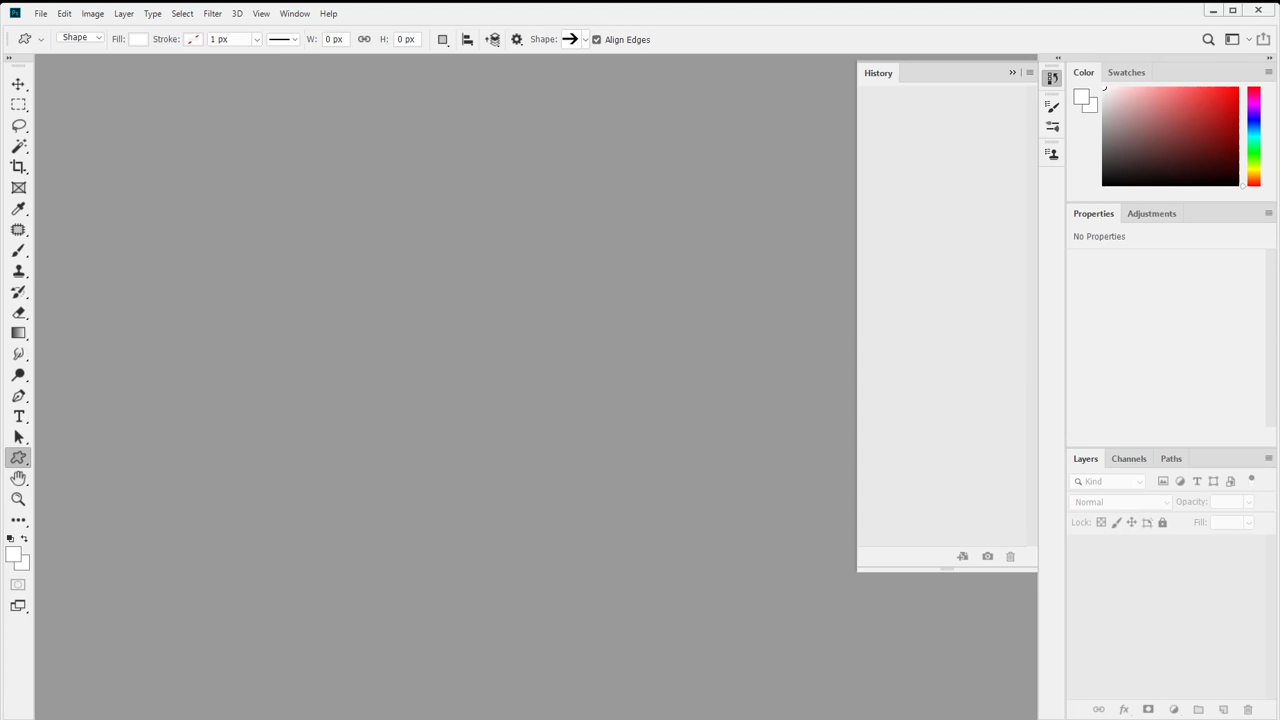 Ps File Edit Image Layer Type Select Filter 3D View Window Help
Shape Fill: Stroke: 1 px W: 0 px H: 0 px Shape: Align Edges
History
Color Swatches
Properties Adjustments
No Properties
Layers Channels Paths
Kind
Normal Opacity:
Lock: Fill: